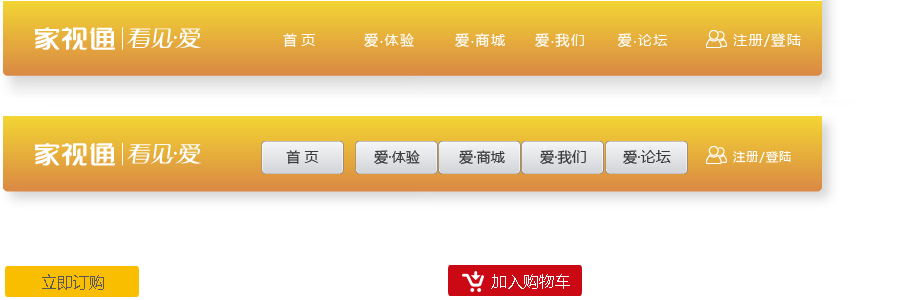 家视通 看见·爱 首 页 爱·体验 爱·商城 爱·我们 爱·论坛 注册/登陆
家视通 看见·爱 首 页 爱·体验 爱·商城 爱·我们 爱·论坛 注册/登陆
立即订购 加入购物车